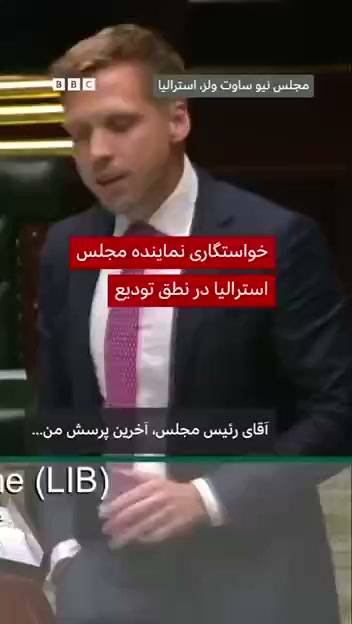 BBC
مجلس نیو ساوت ولز، استرالیا
خواستگاری نماینده مجلس
استرالیا در نطق تودیع
آقای رئیس مجلس، آخرین پرسش من...
e (LIB)